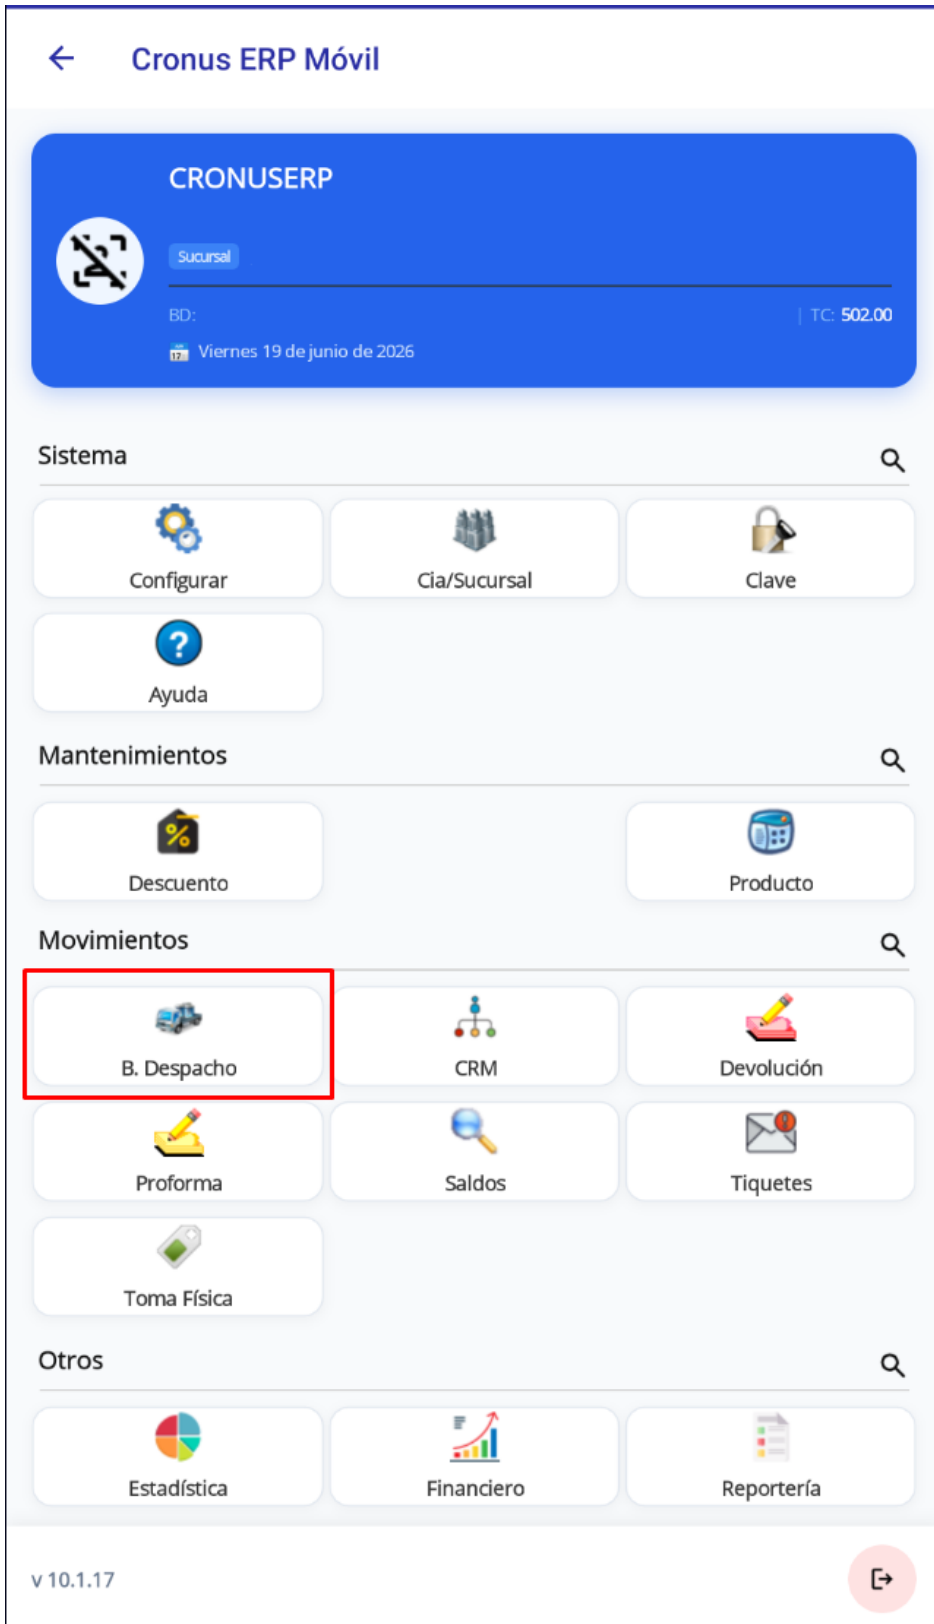 Cronus ERP Móvil
CRONUSERP
Sucursal
BD: | TC: 502.00
17 Viernes 19 de junio de 2026
Sistema
Configurar Cia/Sucursal Clave
Ayuda
Mantenimientos
Descuento Producto
Movimientos
B. Despacho CRM Devolución
Proforma Saldos Tiquetes
Toma Física
Otros
Estadística Financiero Reportería
v 10.1.17